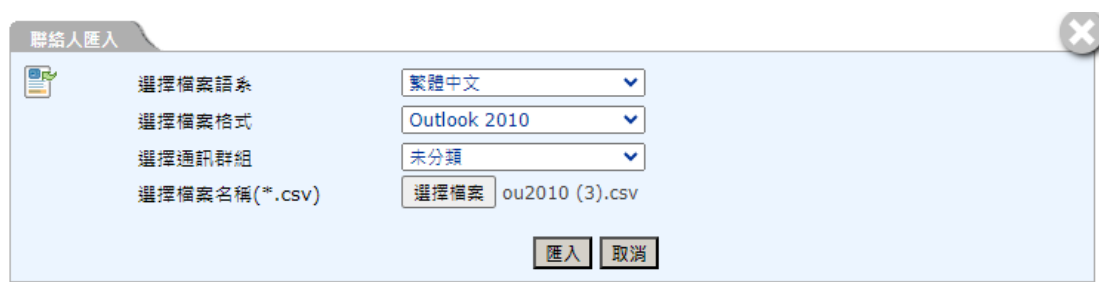 聯絡人匯入
選擇檔案語系 繁體中文
選擇檔案格式 Outlook 2010
選擇通訊群組 未分類
選擇檔案名稱(*.csv) 選擇檔案 ou2010 (3).csv
匯入 取消